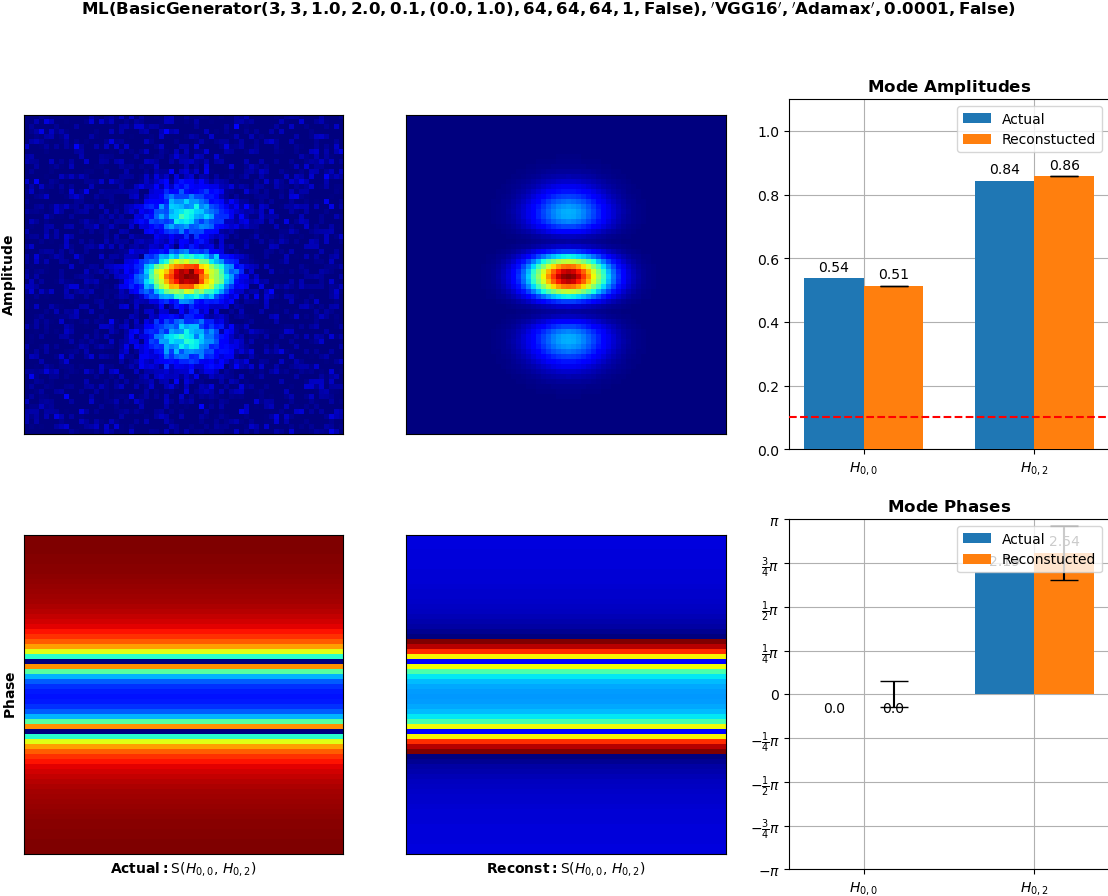 ML(BasicGenerator(3, 3, 1.0, 2.0, 0.1, (0.0, 1.0), 64, 64, 64, 1, False), ′VGG16′, ′Adamax′, 0.0001, False)
Mode Amplitudes
Actual
Reconstucted
1.0
0.8
0.6
0.4
0.2
0.0
0.54
0.51
0.84
0.86
H0,0
H0,2
Amplitude
Mode Phases
Actual
Reconstucted
π
3/4π
1/2π
1/4π
0
−1/4π
−1/2π
−3/4π
−π
0.0
0.0
2.54
H0,0
H0,2
Phase
Actual: S(H0,0, H0,2)
Reconst: S(H0,0, H0,2)